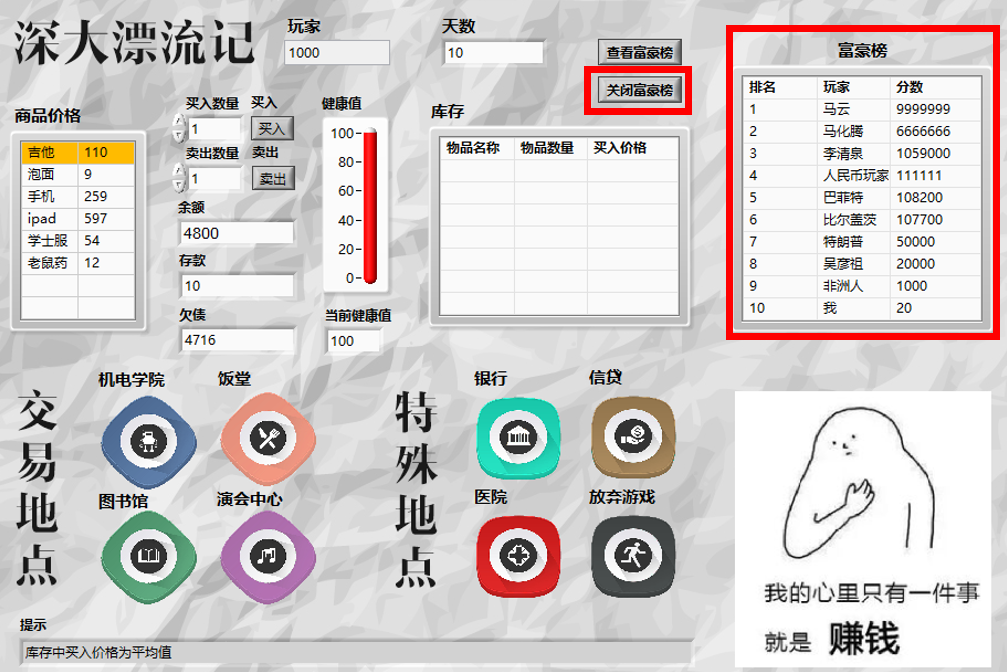 深大漂流记
玩家
1000
天数
10
查看富豪榜
关闭富豪榜
富豪榜
排名 玩家 分数
1 马云 9999999
2 马化腾 6666666
3 李清泉 1059000
4 人民币玩家 111111
5 巴菲特 108200
6 比尔盖茨 107700
7 特朗普 50000
8 吴彦祖 20000
9 非洲人 1000
10 我 20
商品价格
吉他 110
泡面 9
手机 259
ipad 597
学士服 54
老鼠药 12
买入数量 买入
1 买入
卖出数量 卖出
1 卖出
余额
4800
存款
10
欠债
4716
健康值
100
80
60
40
20
0
当前健康值
100
库存
物品名称 物品数量 买入价格
交易地点
机电学院 饭堂
图书馆 演会中心
特殊地点
银行 信贷
医院 放弃游戏
提示
库存中买入价格为平均值
我的心里只有一件事
就是 赚钱